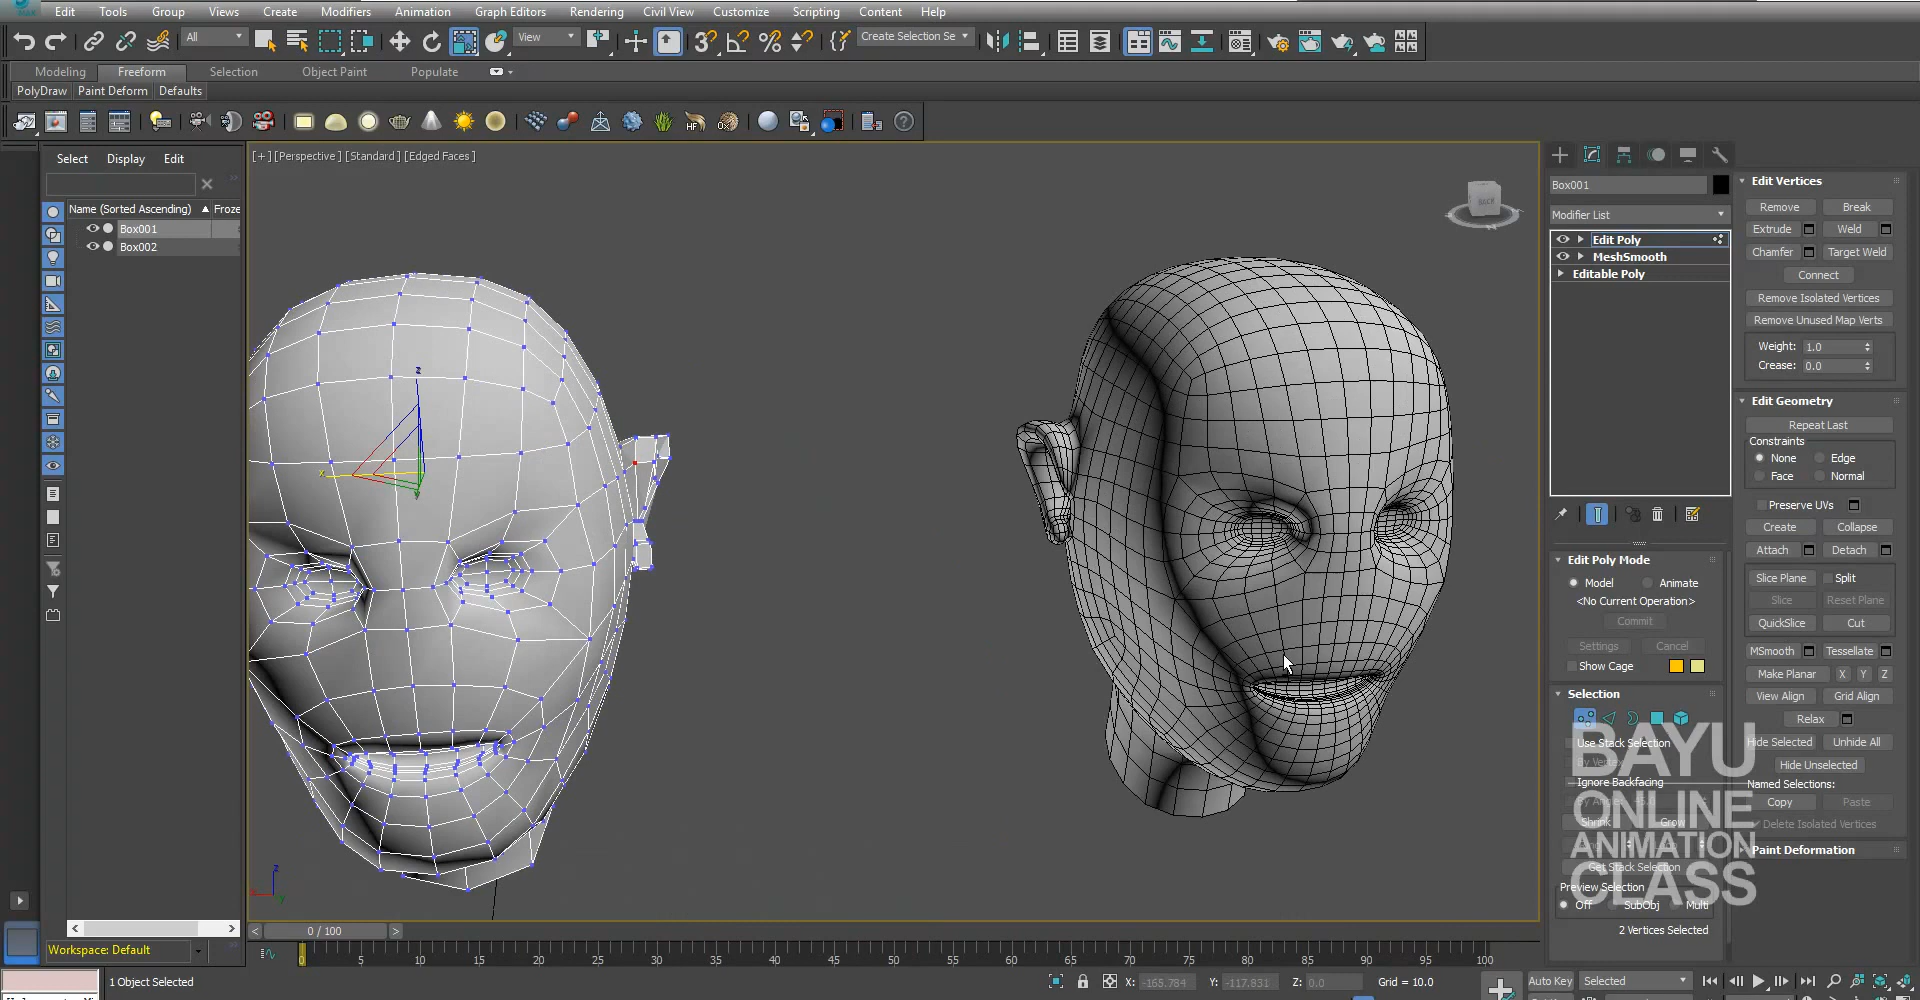 Edit Tools Group Views Create Modifiers Animation Graph Editors Rendering Civil View Customize Scripting Content Help
All View Create Selection Se
Modeling Freeform Selection Object Paint Populate
PolyDraw Paint Deform Defaults
Select Display Edit
Name (Sorted Ascending) Froze
Box001
Box002
[+] [Perspective] [Standard] [Edged Faces]
z
x
y
BACK
Box001
Modifier List
Edit Poly
MeshSmooth
Editable Poly
Edit Poly Mode
Model Animate
<No Current Operation>
Commit
Settings Cancel
Show Cage
Selection
Use Stack Selection
By Vertex
Ignore Backfacing
Shrink Grow
Get Stack Selection
Preview Selection
Off SubObj Multi
2 Vertices Selected
Edit Vertices
Remove Break
Extrude Weld
Chamfer Target Weld
Connect
Remove Isolated Vertices
Remove Unused Map Verts
Weight: 1.0
Crease: 0.0
Edit Geometry
Repeat Last
Constraints
None Edge
Face Normal
Preserve UVs
Create Collapse
Attach Detach
Slice Plane Split
Slice Reset Plane
QuickSlice Cut
MSmooth Tessellate
Make Planar X Y Z
View Align Grid Align
Relax
Hide Selected Unhide All
Hide Unselected
Named Selections:
Copy Paste
Delete Isolated Vertices
Paint Deformation
BAYU
ONLINE
ANIMATION
CLASS
< 0 / 100 >
0 5 10 15 20 25 30 35 40 45 50 55 60 65 70 75 80 85 90 95 100
Workspace: Default
1 Object Selected
X: -165.784 Y: -117.831 Z: 0.0 Grid = 10.0
Auto Key Selected